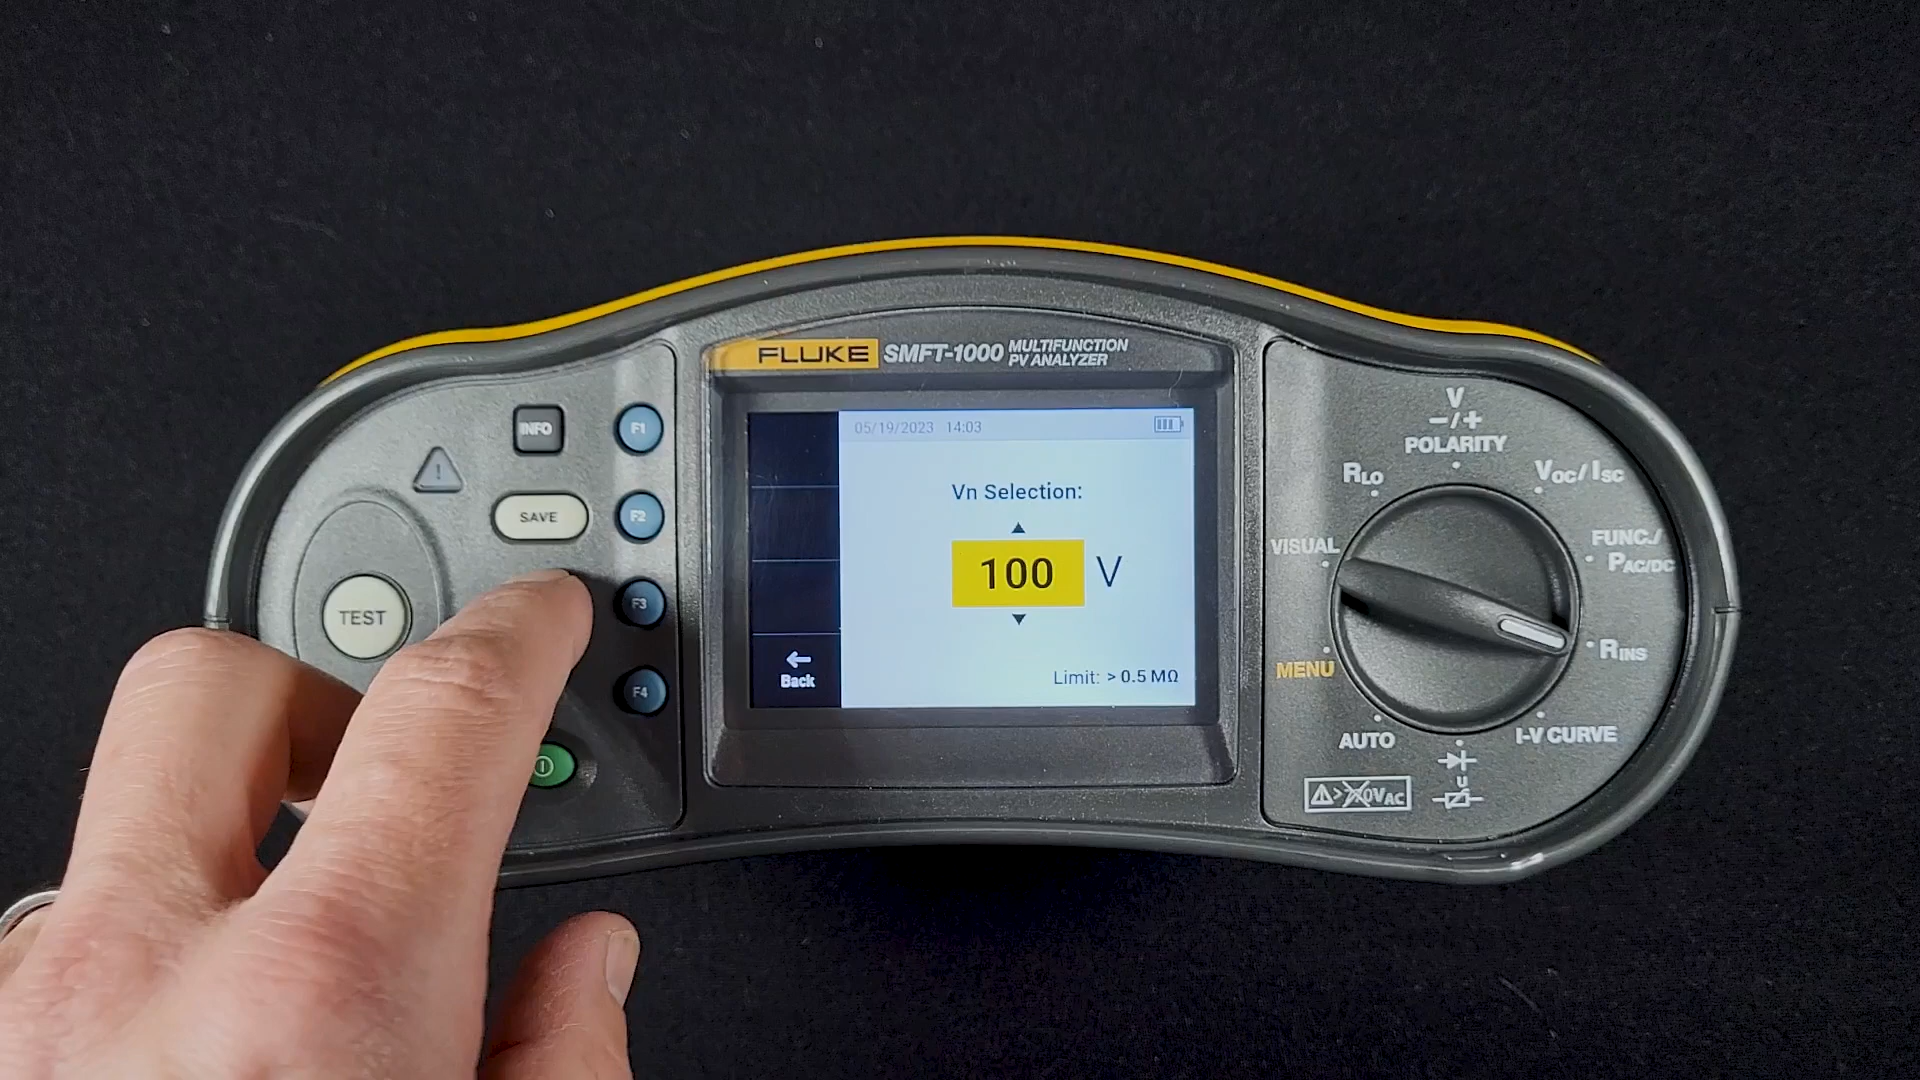 FLUKE SMFT-1000 MULTIFUNCTION
PV ANALYZER
INFO
F1
SAVE
F2
TEST
F3
F4
05/19/2023 14:03
Vn Selection:
100 V
Limit: > 0.5 MΩ
Back
V
-/+
POLARITY
RLO
VOC/ISC
VISUAL
FUNC./
PAC/DC
MENU
RINS
AUTO
I-V CURVE
U